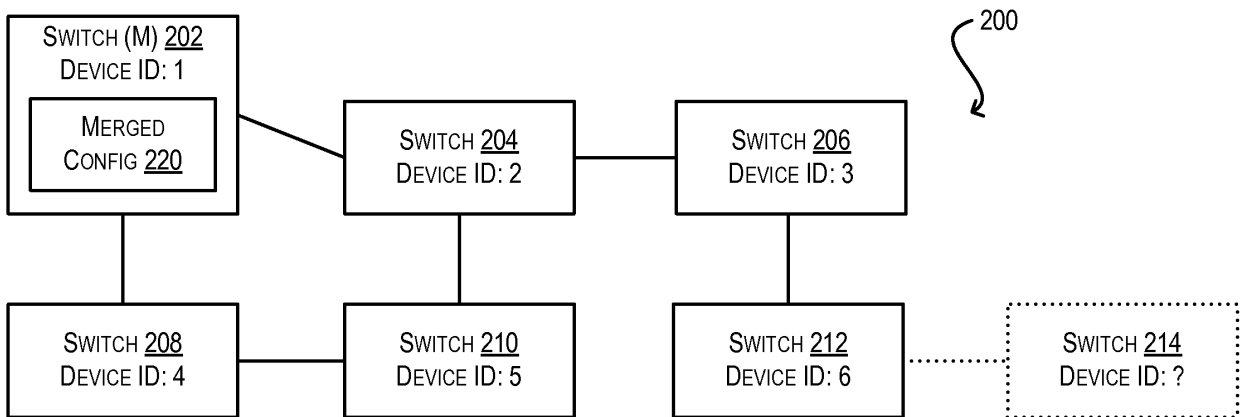 SWITCH (M) 202
DEVICE ID: 1
MERGED
CONFIG 220
200
SWITCH 204
DEVICE ID: 2
SWITCH 206
DEVICE ID: 3
SWITCH 208
DEVICE ID: 4
SWITCH 210
DEVICE ID: 5
SWITCH 212
DEVICE ID: 6
SWITCH 214
DEVICE ID: ?